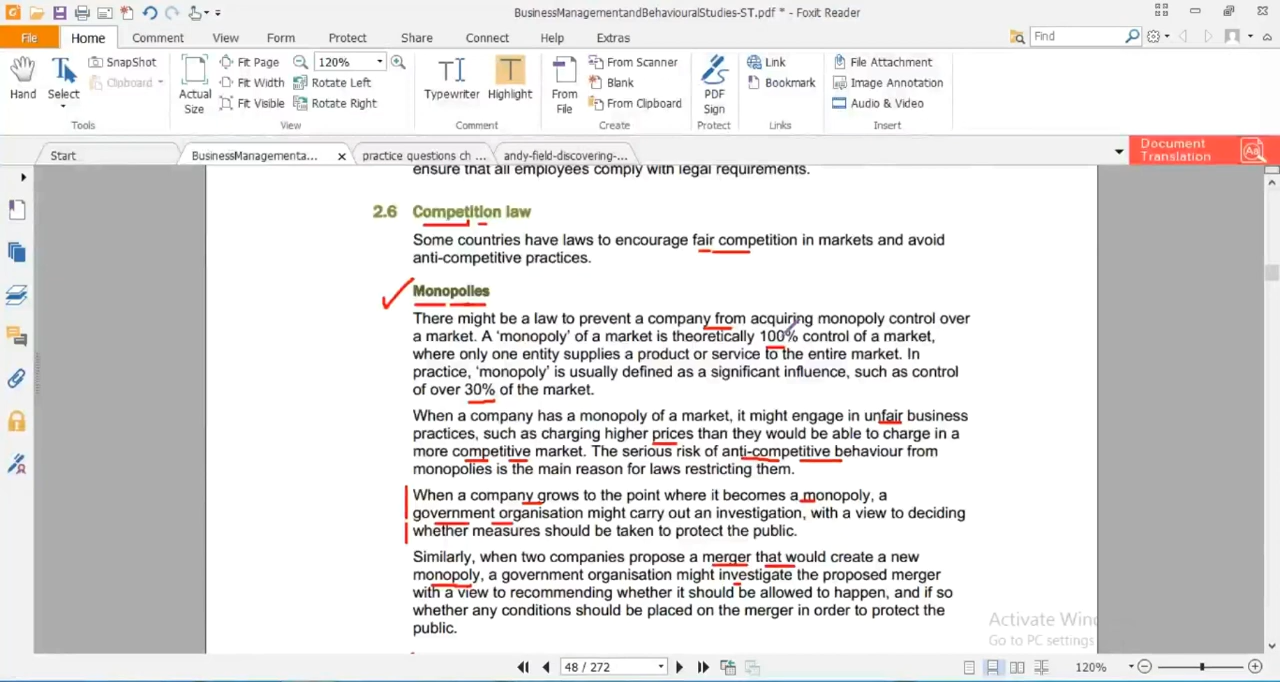 BusinessManagementandBehaviouralStudies-ST.pdf * - Foxit Reader
File Home Comment View Form Protect Share Connect Help Extras Find
SnapShot Fit Page 120% From Scanner Link File Attachment
Clipboard Fit Width Rotate Left Blank Bookmark Image Annotation
Hand Select Actual Size Fit Visible Rotate Right Typewriter Highlight From File From Clipboard PDF Sign Audio & Video
Tools View Comment Create Protect Links Insert
Start BusinessManagementa... practice questions ch ... andy-field-discovering-... Document Translation
ensure that all employees comply with legal requirements.
2.6 Competition law
Some countries have laws to encourage fair competition in markets and avoid
anti-competitive practices.
Monopolies
There might be a law to prevent a company from acquiring monopoly control over
a market. A ‘monopoly’ of a market is theoretically 100% control of a market,
where only one entity supplies a product or service to the entire market. In
practice, ‘monopoly’ is usually defined as a significant influence, such as control
of over 30% of the market.
When a company has a monopoly of a market, it might engage in unfair business
practices, such as charging higher prices than they would be able to charge in a
more competitive market. The serious risk of anti-competitive behaviour from
monopolies is the main reason for laws restricting them.
When a company grows to the point where it becomes a monopoly, a
government organisation might carry out an investigation, with a view to deciding
whether measures should be taken to protect the public.
Similarly, when two companies propose a merger that would create a new
monopoly, a government organisation might investigate the proposed merger
with a view to recommending whether it should be allowed to happen, and if so
whether any conditions should be placed on the merger in order to protect the
public.
Activate Win
Go to PC settings
48 / 272 120%